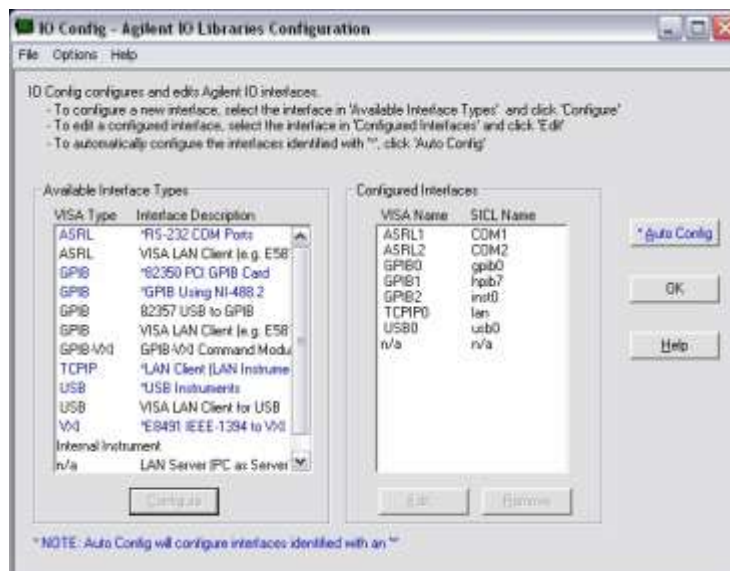 IO Config - Agilent IO Libraries Configuration
File Options Help
IO Config configures and edits Agilent IO interfaces.
- To configure a new interface, select the interface in 'Available Interface Types' and click 'Configure'
- To edit a configured interface, select the interface in 'Configured Interfaces' and click 'Edit'
- To automatically configure the interfaces identified with '*', click 'Auto Config'
Available Interface Types
VISA Type Interface Description
ASRL *RS-232 COM Ports
ASRL VISA LAN Client (e.g. E58
GPIB *82350 PCI GPIB Card
GPIB *GPIB Using NI-488.2
GPIB 82357 USB to GPIB
GPIB VISA LAN Client (e.g. E58
GPIB-VXI GPIB-VXI Command Modu
TCPIP *LAN Client (LAN Instrume
USB *USB Instruments
USB VISA LAN Client for USB
VXI *E8491 IEEE-1394 to VXI
Internal Instrument
n/a LAN Server (PC as Server
Configure
Configured Interfaces
VISA Name SICL Name
ASRL1 COM1
ASRL2 COM2
GPIB0 gpib0
GPIB1 hpib7
GPIB2 inst0
TCPIP0 lan
USB0 usb0
n/a n/a
Edit Remove
* Auto Config
OK
Help
* NOTE: Auto Config will configure interfaces identified with an '*'